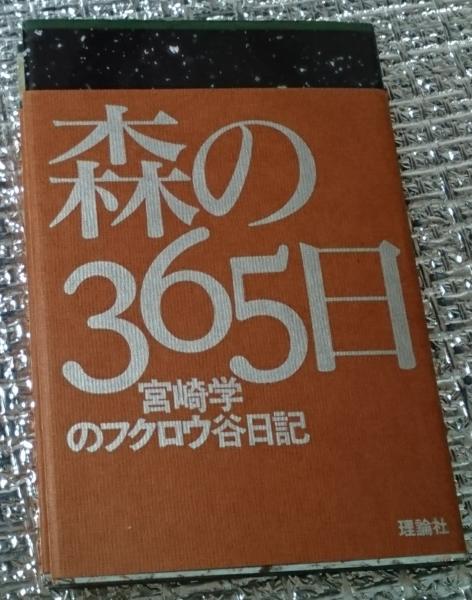 森の
365日
宮崎学
のフクロウ谷日記
理論社